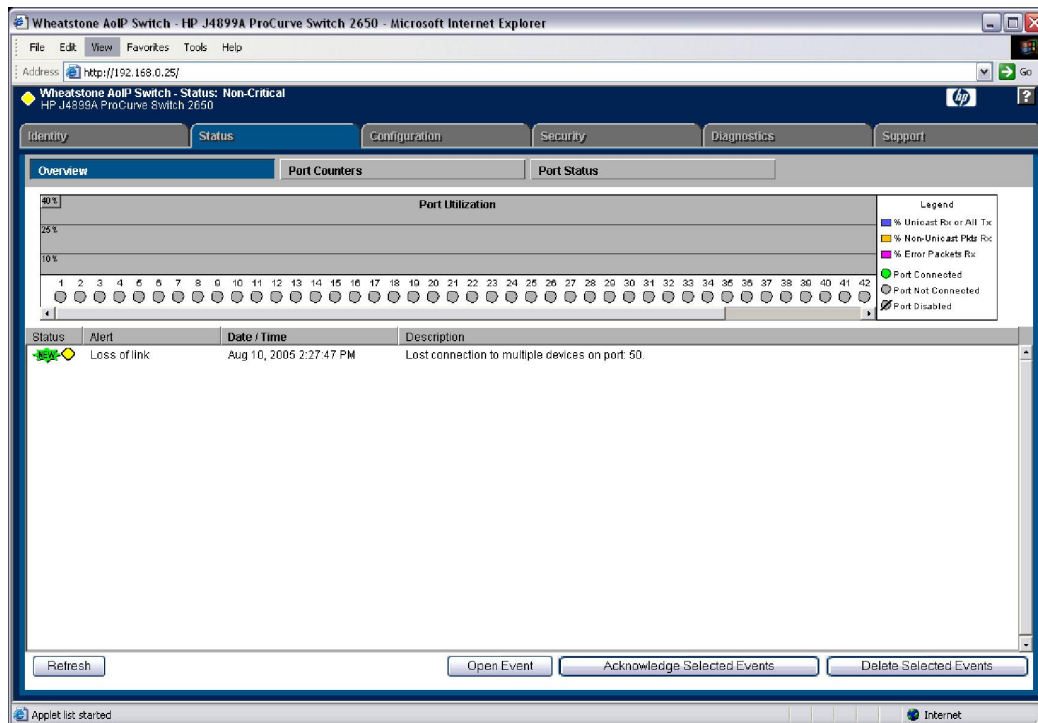 Wheatstone AoIP Switch - HP J4899A ProCurve Switch 2650 - Microsoft Internet Explorer
File Edit View Favorites Tools Help
Address http://192.168.0.25/ Go
Wheatstone AoIP Switch - Status: Non-Critical
HP J4899A ProCurve Switch 2650
hp ?
Identity Status Configuration Security Diagnostics Support
Overview Port Counters Port Status
40% Port Utilization
25%
10%
1 2 3 4 5 6 7 8 9 10 11 12 13 14 15 16 17 18 19 20 21 22 23 24 25 26 27 28 29 30 31 32 33 34 35 36 37 38 39 40 41 42
Legend
% Unicast Rx or All Tx
% Non-Unicast Pkts Rx
% Error Packets Rx
Port Connected
Port Not Connected
Port Disabled
Status Alert Date / Time Description
NEW Loss of link Aug 10, 2005 2:27:47 PM Lost connection to multiple devices on port: 50.
Refresh Open Event Acknowledge Selected Events Delete Selected Events
Applet list started Internet